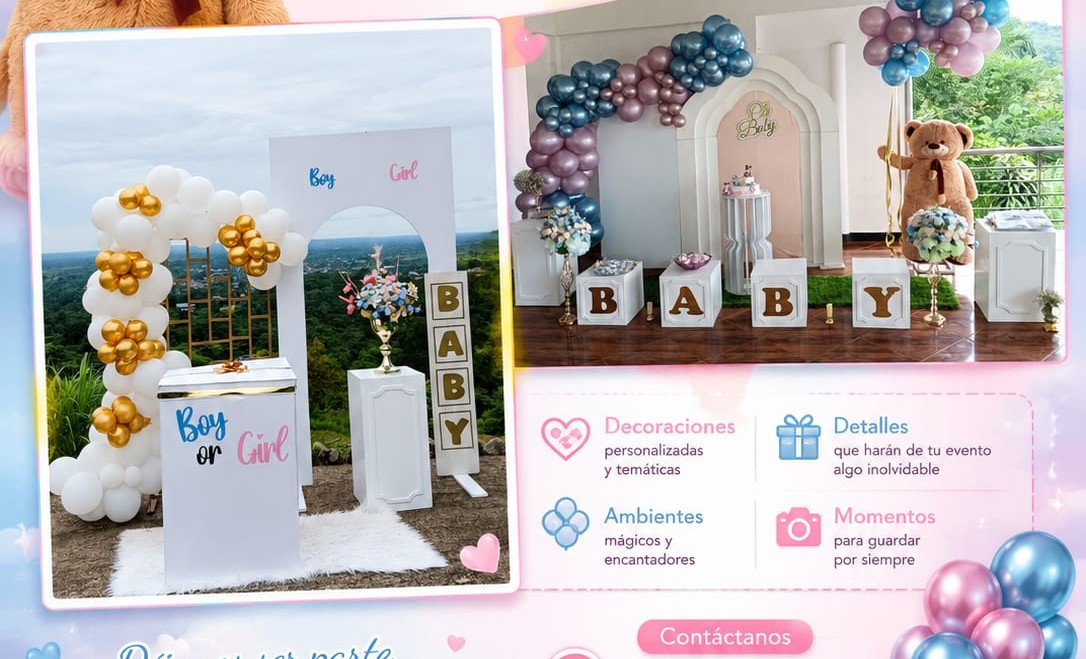 Boy
Girl
Boy
or
Girl
B
A
B
Y
Oh
Baby
B A B Y
Decoraciones
personalizadas
y temáticas
Detalles
que harán de tu evento
algo inolvidable
Ambientes
mágicos y
encantadores
Momentos
para guardar
por siempre
Contáctanos